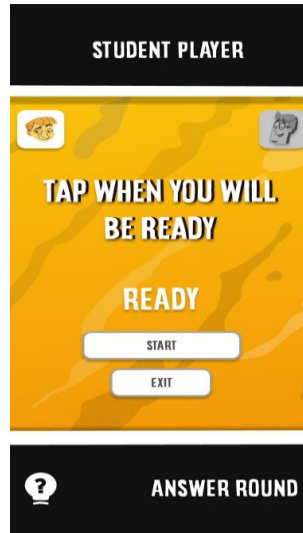 STUDENT PLAYER
TAP WHEN YOU WILL
BE READY
READY
START
EXIT
?
ANSWER ROUND